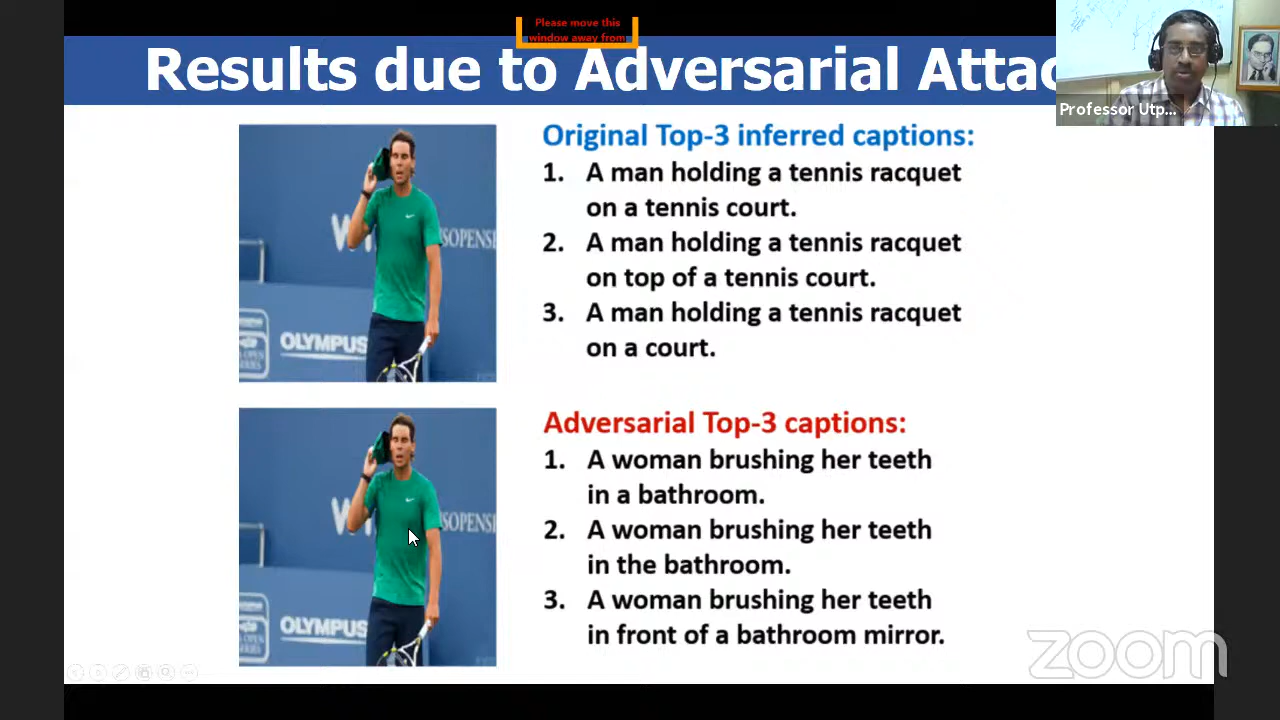 Please move this
window away from
Results due to Adversarial Attac
Professor Utp...
Original Top-3 inferred captions:
1. A man holding a tennis racquet
on a tennis court.
2. A man holding a tennis racquet
on top of a tennis court.
3. A man holding a tennis racquet
on a court.
OLYMPUS
Adversarial Top-3 captions:
1. A woman brushing her teeth
in a bathroom.
2. A woman brushing her teeth
in the bathroom.
3. A woman brushing her teeth
in front of a bathroom mirror.
OLYMPUS
zoom